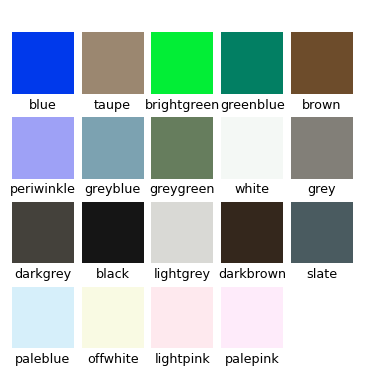 blue taupe brightgreen greenblue brown
periwinkle greyblue greygreen white grey
darkgrey black lightgrey darkbrown slate
paleblue offwhite lightpink palepink